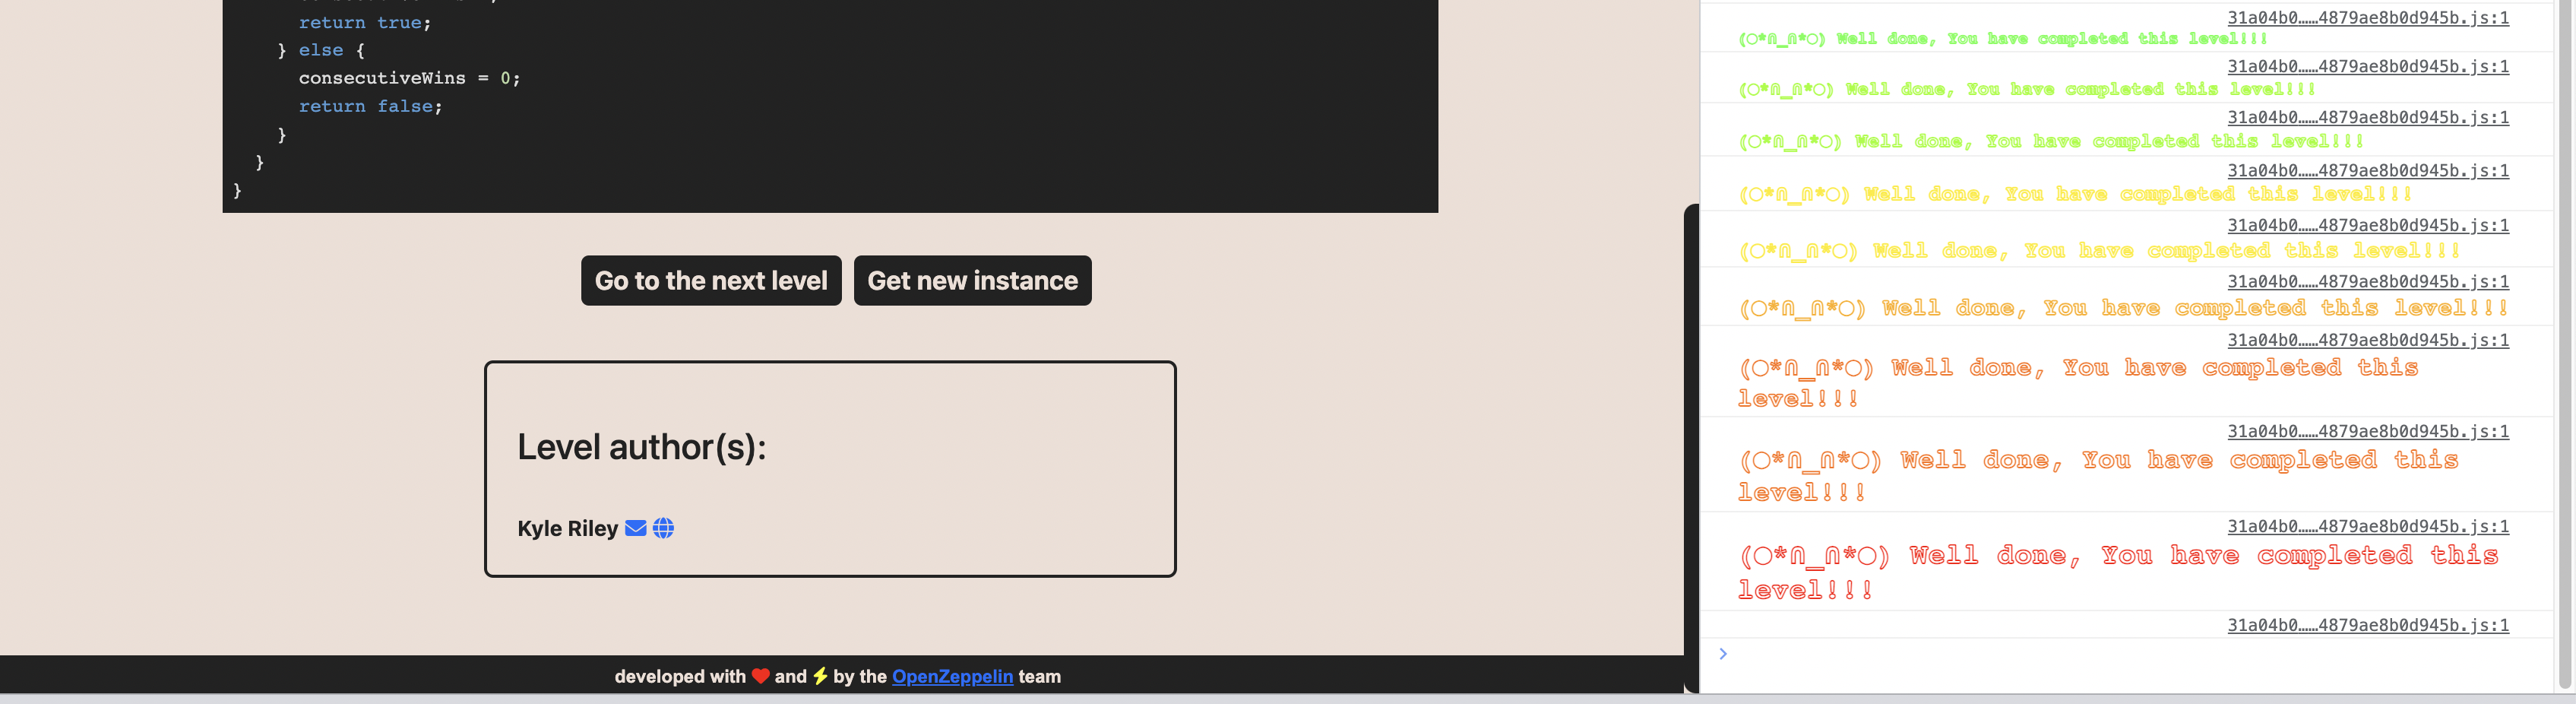 return true;
} else {
consecutiveWins = 0;
return false;
}
}
}
Go to the next level
Get new instance
Level author(s):
Kyle Riley
developed with ❤ and ⚡ by the OpenZeppelin team
31a04b0……4879ae8b0d945b.js:1
(○*∩_∩*○) Well done, You have completed this level!!!
31a04b0……4879ae8b0d945b.js:1
(○*∩_∩*○) Well done, You have completed this level!!!
31a04b0……4879ae8b0d945b.js:1
(○*∩_∩*○) Well done, You have completed this level!!!
31a04b0……4879ae8b0d945b.js:1
(○*∩_∩*○) Well done, You have completed this level!!!
31a04b0……4879ae8b0d945b.js:1
(○*∩_∩*○) Well done, You have completed this level!!!
31a04b0……4879ae8b0d945b.js:1
(○*∩_∩*○) Well done, You have completed this level!!!
31a04b0……4879ae8b0d945b.js:1
(○*∩_∩*○) Well done, You have completed this
level!!!
31a04b0……4879ae8b0d945b.js:1
(○*∩_∩*○) Well done, You have completed this
level!!!
31a04b0……4879ae8b0d945b.js:1
(○*∩_∩*○) Well done, You have completed this
level!!!
31a04b0……4879ae8b0d945b.js:1